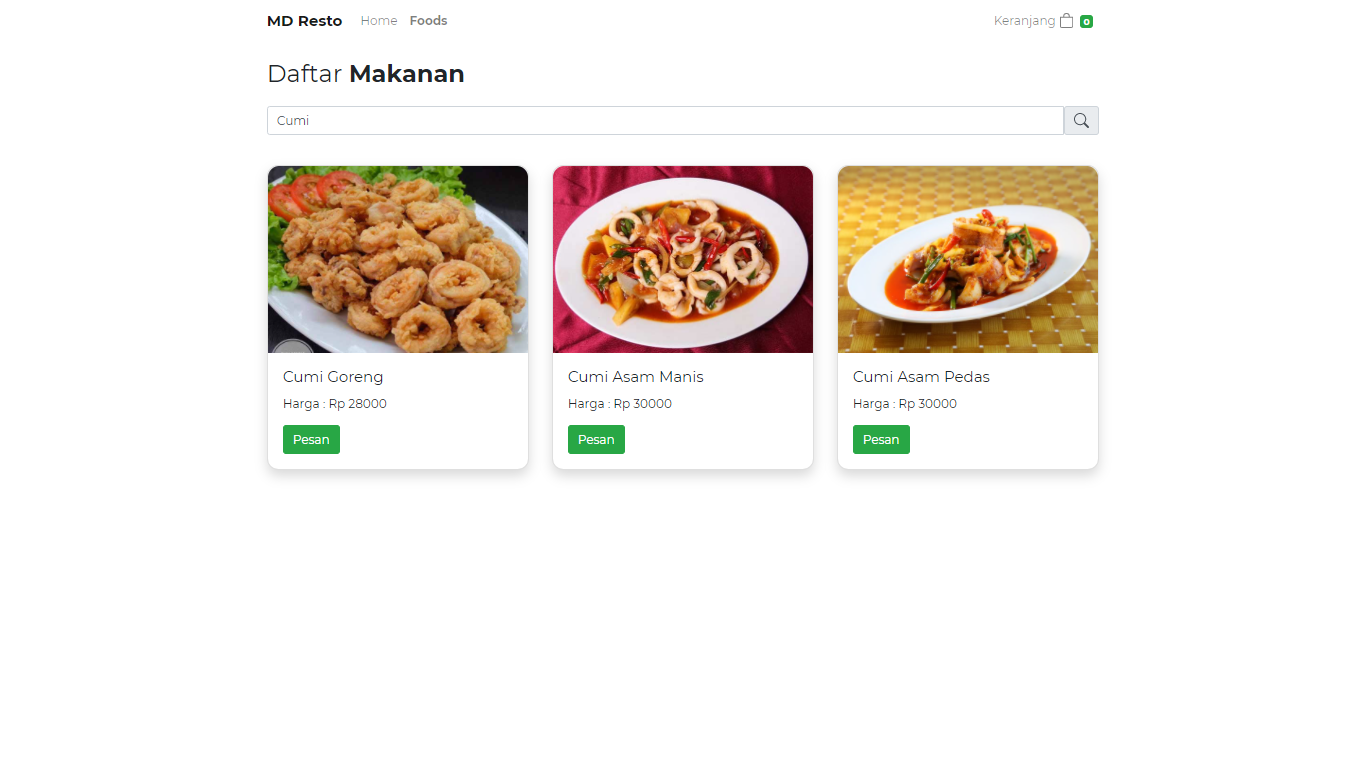 MD Resto Home Foods Keranjang 0
Daftar Makanan
Cumi
Cumi Goreng
Harga : Rp 28000
Pesan
Cumi Asam Manis
Harga : Rp 30000
Pesan
Cumi Asam Pedas
Harga : Rp 30000
Pesan